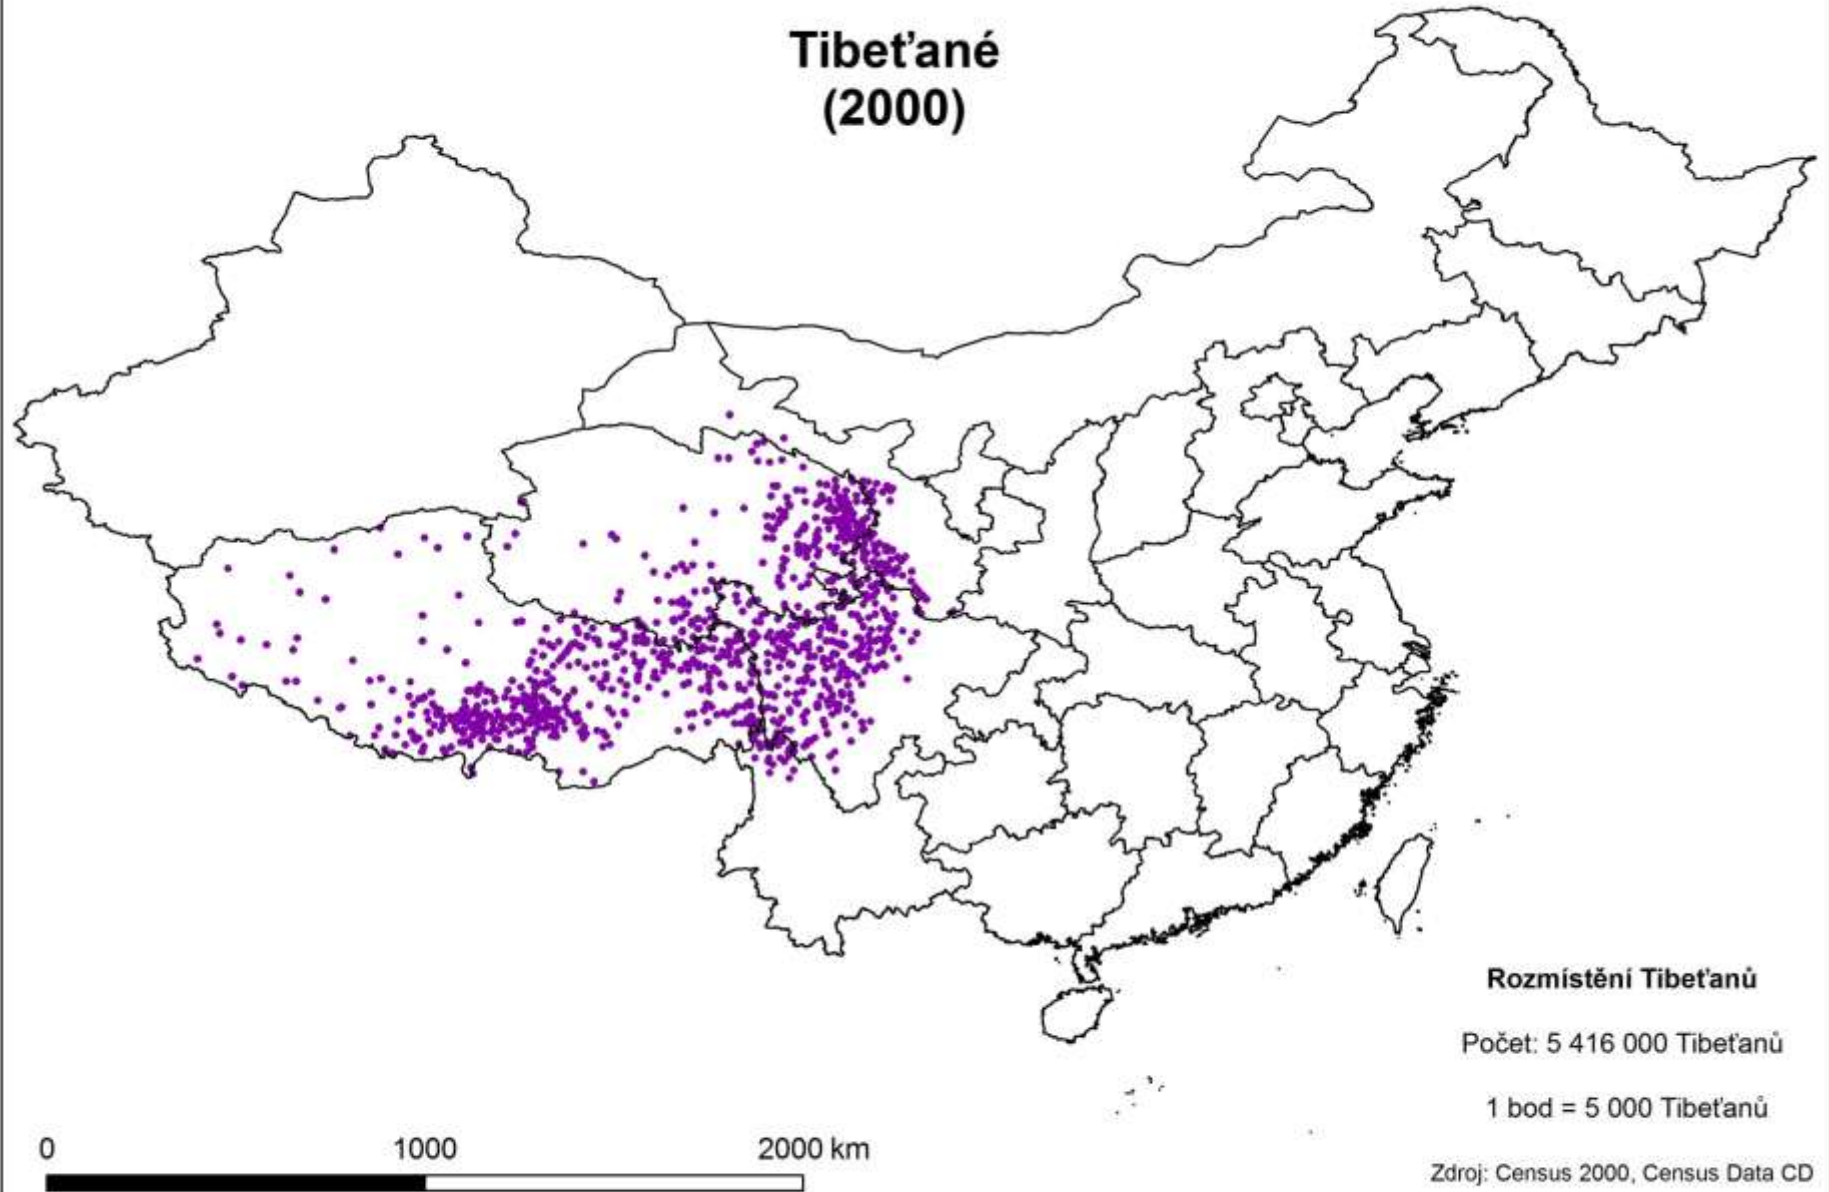 Tibeťané
(2000)
Rozmístění Tibeťanů
Počet: 5 416 000 Tibeťanů
1 bod = 5 000 Tibeťanů
0 1000 2000 km
Zdroj: Census 2000, Census Data CD